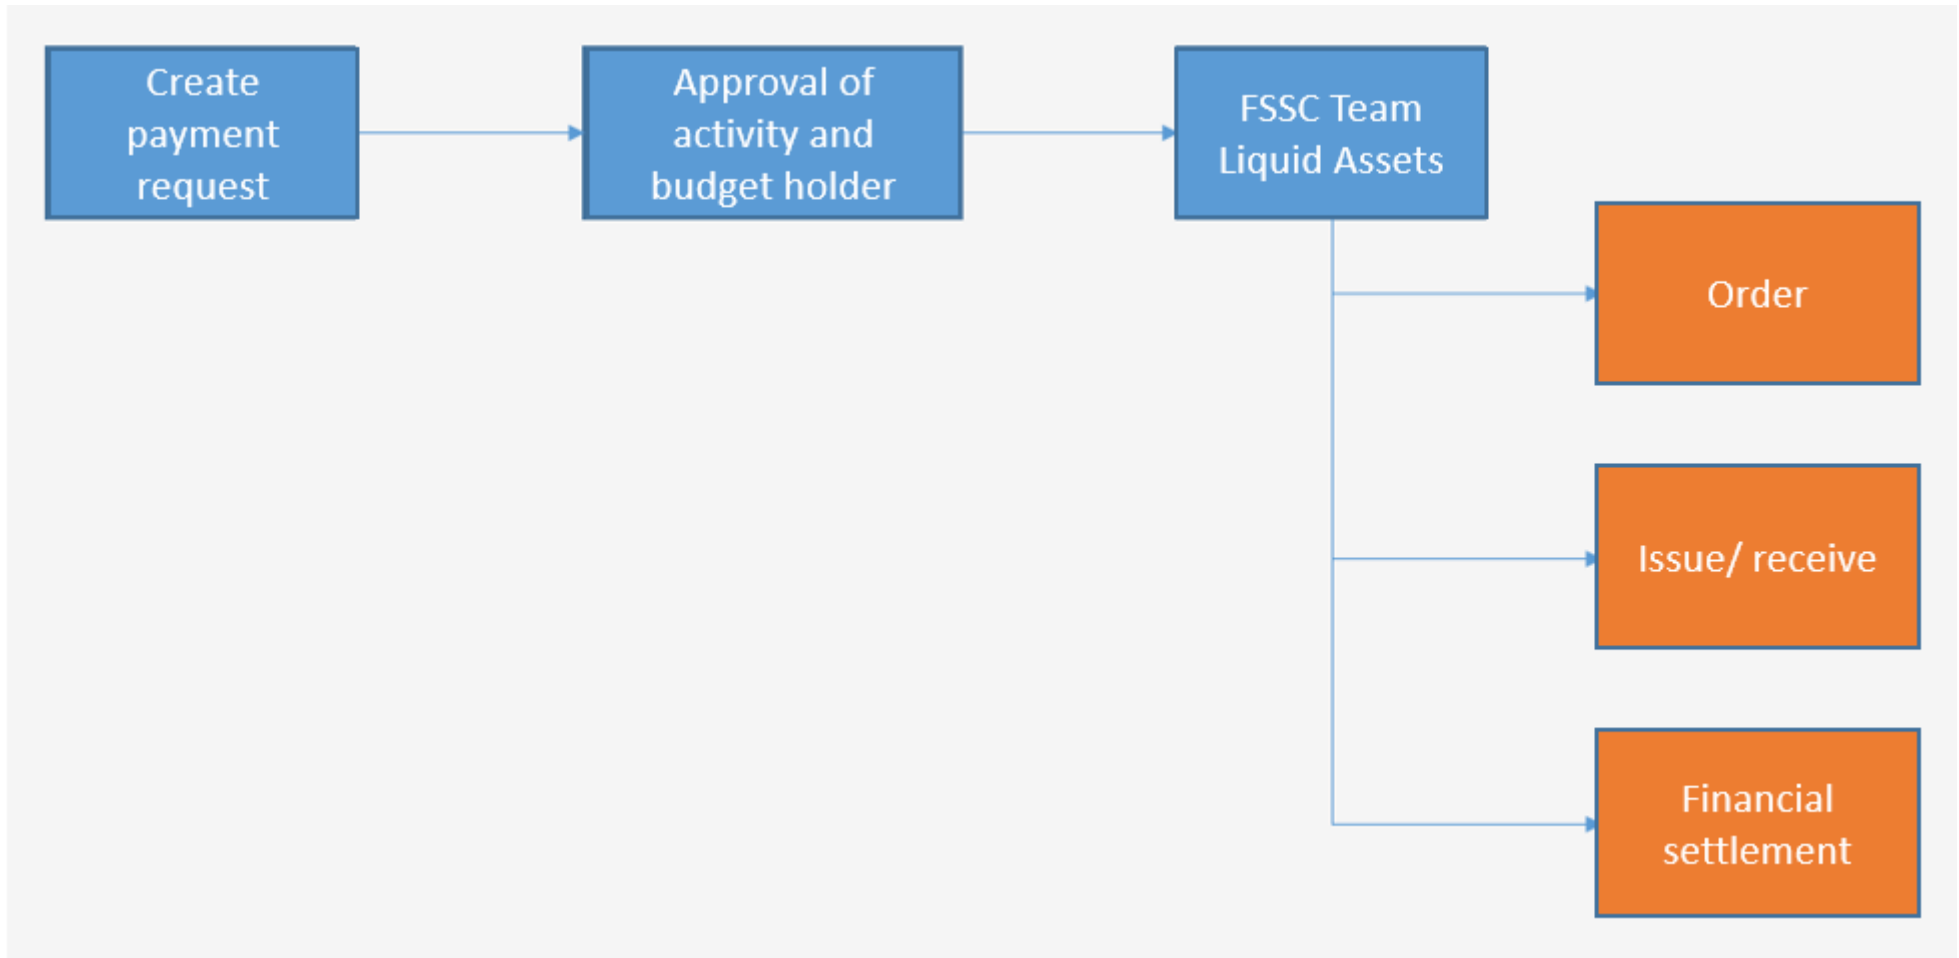 Create
payment
request
Approval of
activity and
budget holder
FSSC Team
Liquid Assets
Order
Issue/ receive
Financial
settlement